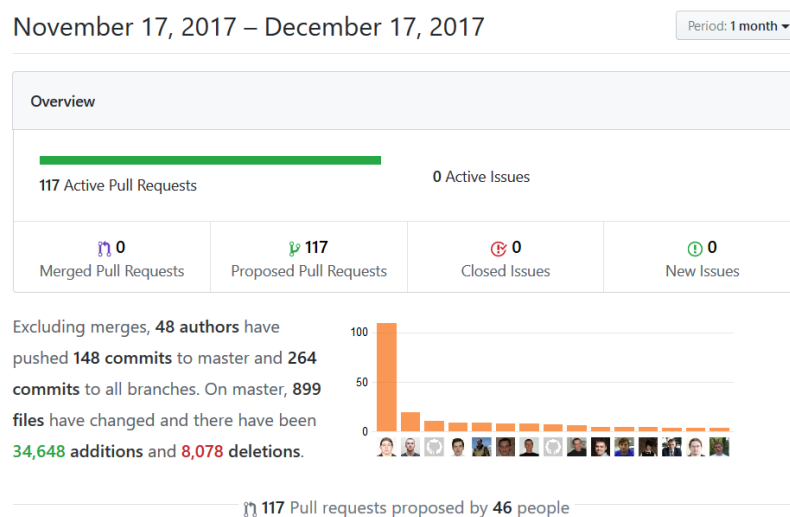 November 17, 2017 – December 17, 2017
Period: 1 month
Overview
117 Active Pull Requests
0 Active Issues
0
Merged Pull Requests
117
Proposed Pull Requests
0
Closed Issues
0
New Issues
Excluding merges, 48 authors have
pushed 148 commits to master and 264
commits to all branches. On master, 899
files have changed and there have been
34,648 additions and 8,078 deletions.
100
50
0
117 Pull requests proposed by 46 people